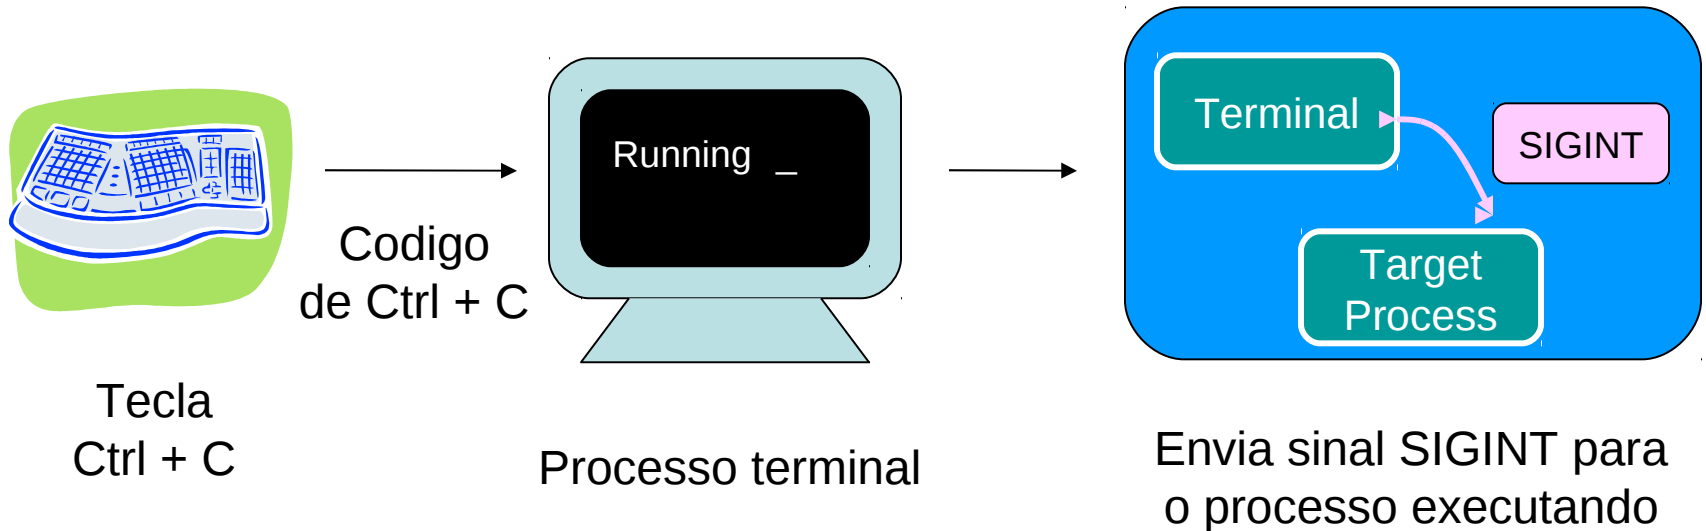 Tecla
Ctrl + C
Codigo
de Ctrl + C
Running _
Processo terminal
Terminal
SIGINT
Target
Process
Envia sinal SIGINT para
o processo executando